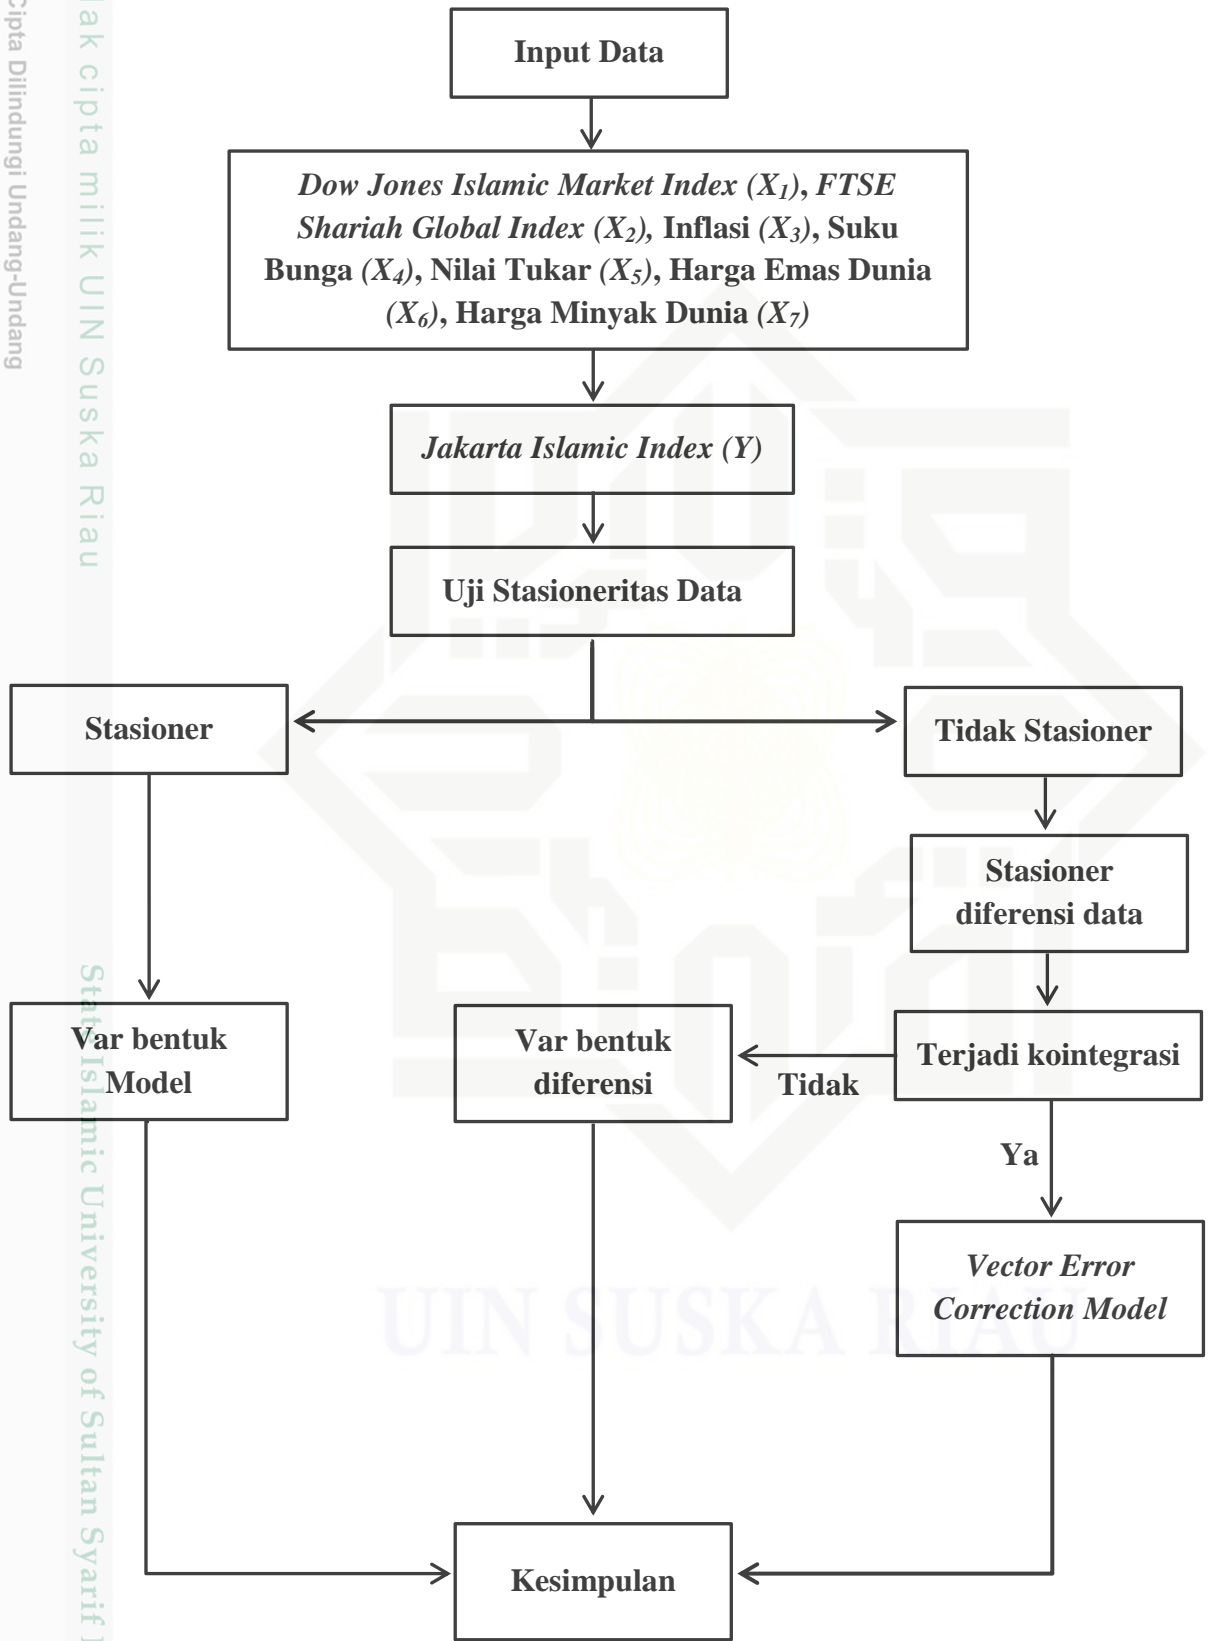 Input Data
Dow Jones Islamic Market Index (X1), FTSE
Shariah Global Index (X2), Inflasi (X3), Suku
Bunga (X4), Nilai Tukar (X5), Harga Emas Dunia
(X6), Harga Minyak Dunia (X7)
Jakarta Islamic Index (Y)
Uji Stasioneritas Data
Stasioner
Tidak Stasioner
Stasioner
diferensi data
Var bentuk
Model
Var bentuk
diferensi
Tidak
Terjadi kointegrasi
Ya
Vector Error
Correction Model
Kesimpulan
UIN SUSKA RIAU
Cipta Dilindungi Undang-Undang
ak cipta milik UIN Suska Riau
State Islamic University of Sultan Syarif